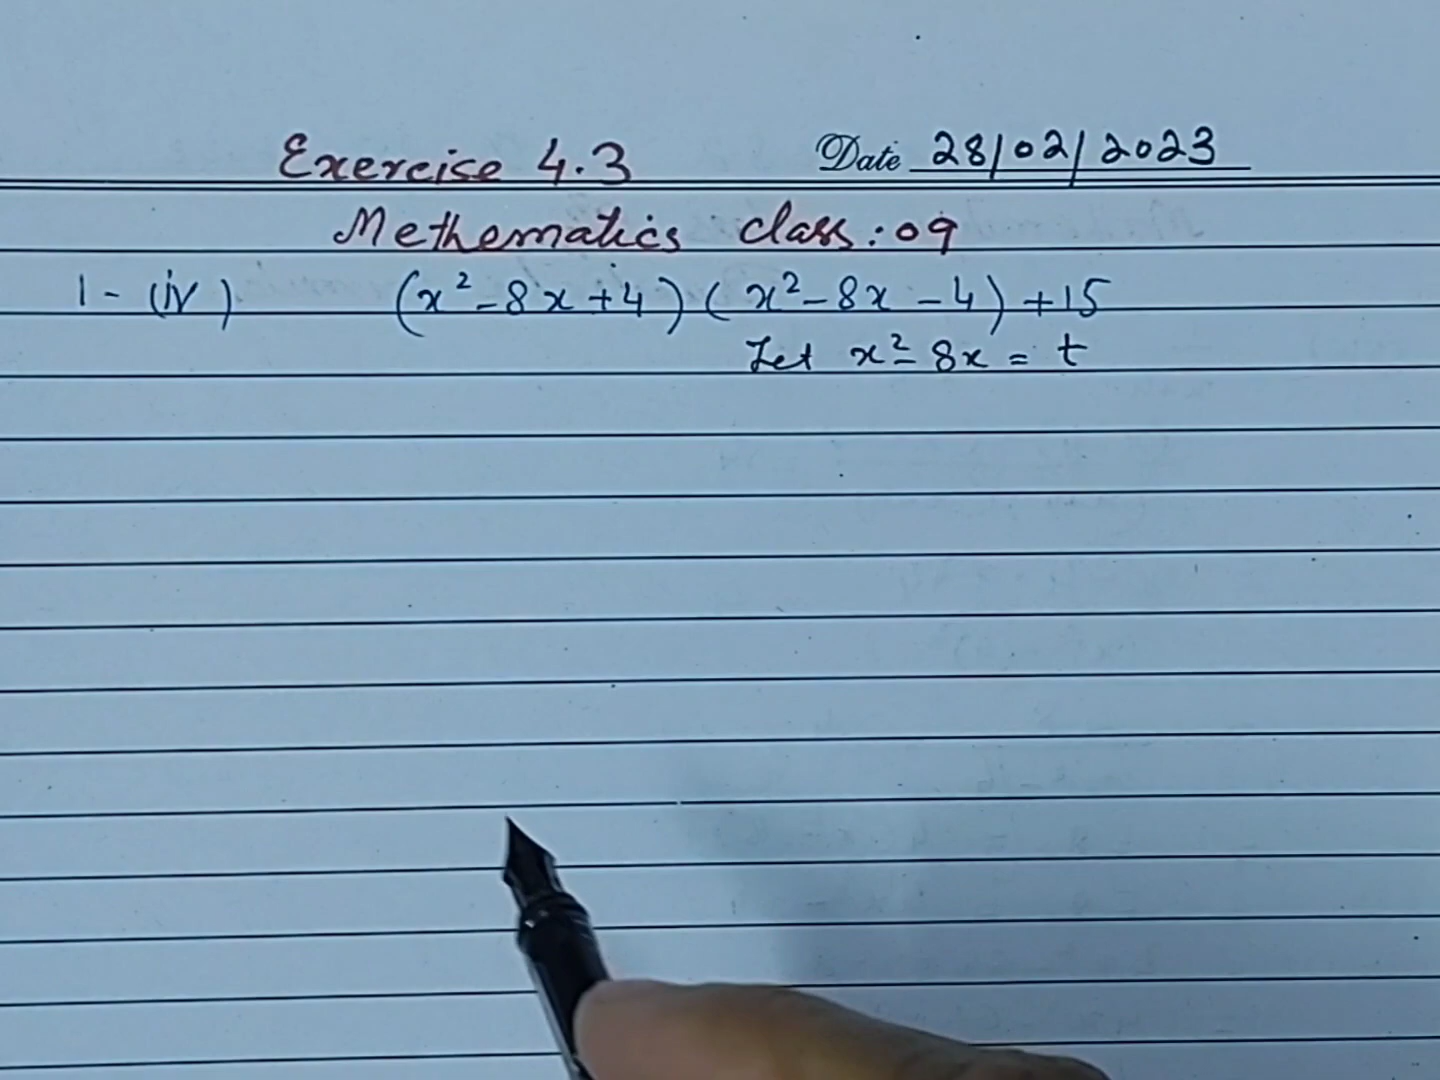 Exercise 4.3 Date 28/02/2023
Methematics class: 09
1 - (iv) (x² - 8x + 4) (x² - 8x - 4) + 15
Let x² - 8x = t